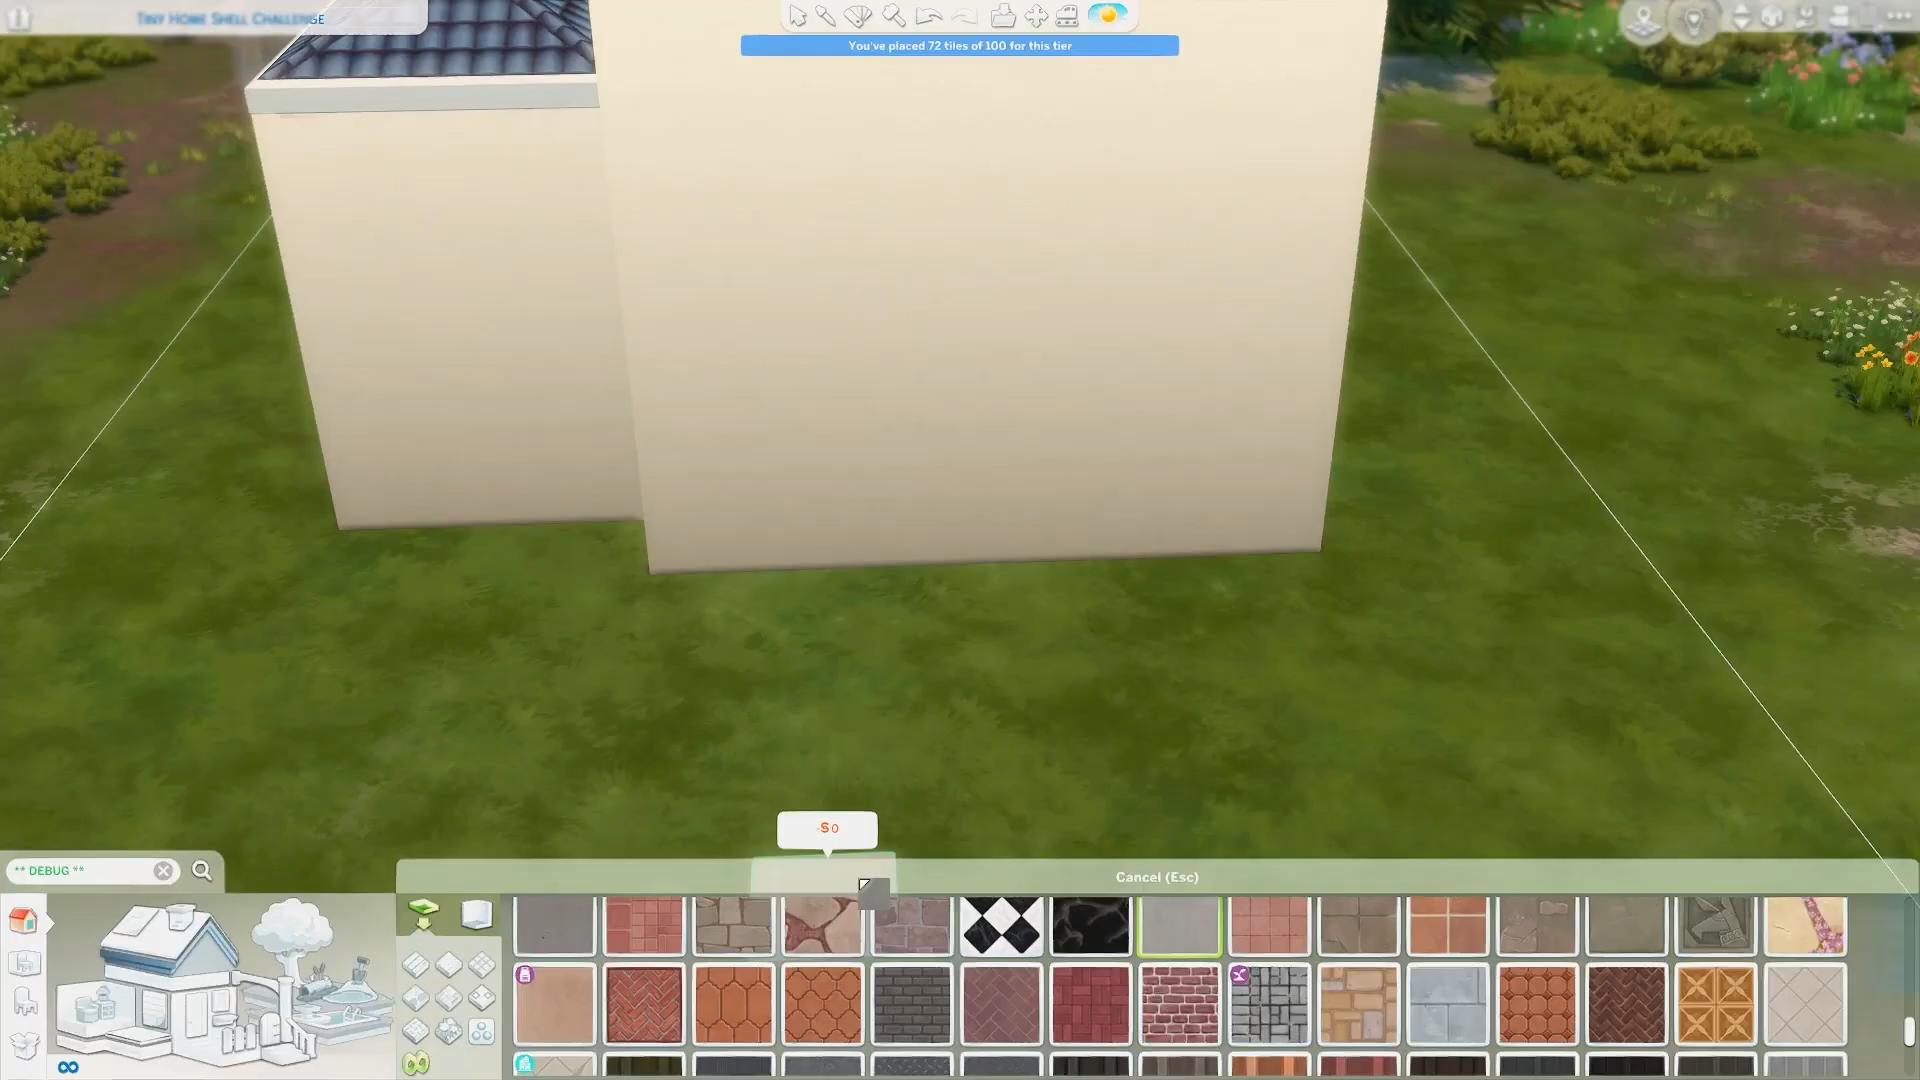 TINY HOME SHELL CHALLENGE
You've placed 72 tiles of 100 for this tier
-$0
** DEBUG **
Cancel (Esc)